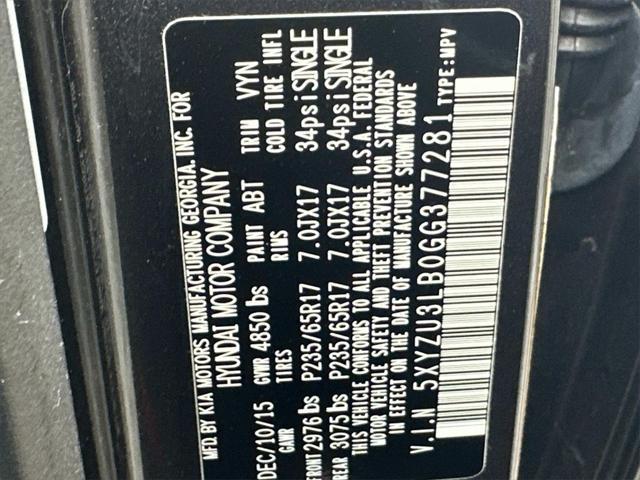 MFD.BY KIA MOTORS MANUFACTURING GEORGIA. INC. FOR
HYUNDAI MOTOR COMPANY
DEC/10/15 GVWR 4850 lbs PAINT ABT TRIM VYN
GAWR TIRES RIMS COLD TIRE INFL
FRONT 2976 lbs P235/65R17 7.0JX17 34psi SINGLE
REAR 3075 lbs P235/65R17 7.0JX17 34psi SINGLE
THIS VEHICLE CONFORMS TO ALL APPLICABLE U.S.A. FEDERAL
MOTOR VEHICLE SAFETY AND THEFT PREVENTION STANDARDS
IN EFFECT ON THE DATE OF MANUFACTURE SHOWN ABOVE
V.I.N 5XYZU3LB0GG377281 TYPE:MPV